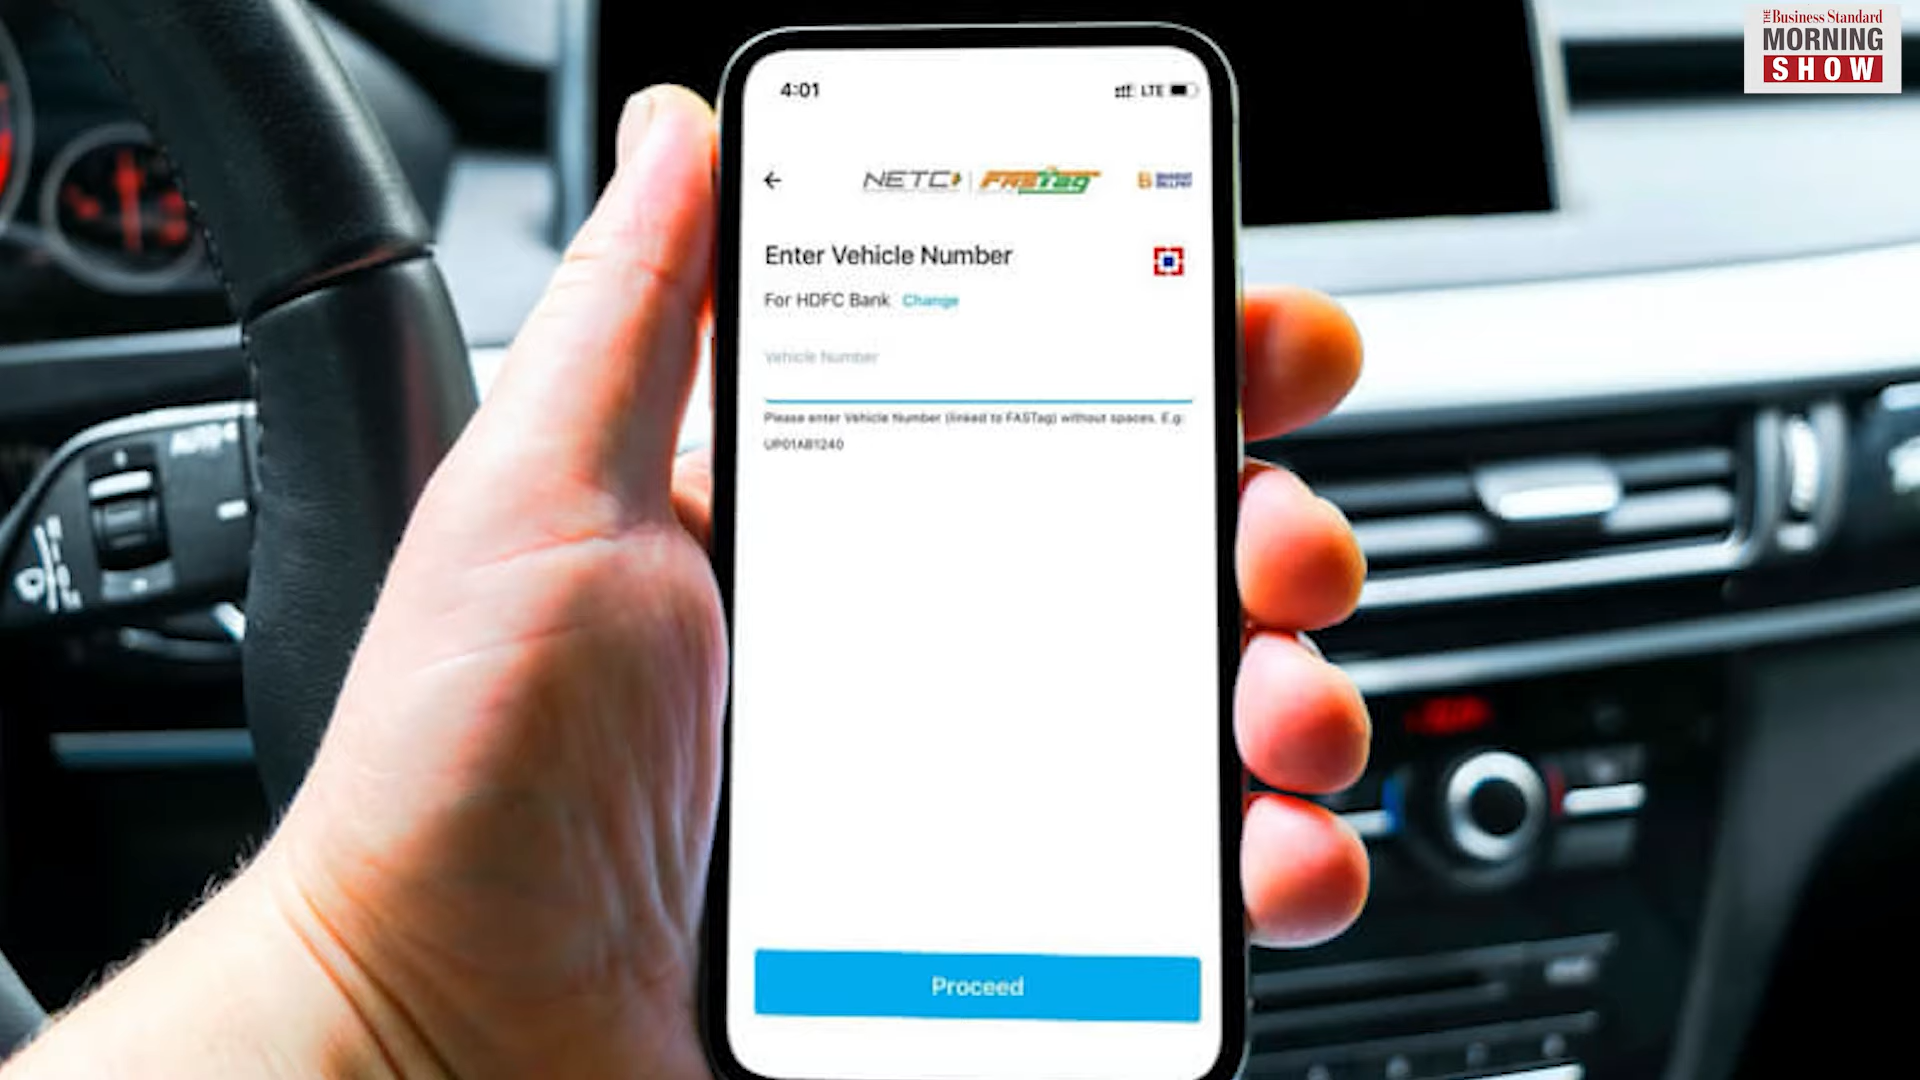 THE Business Standard
MORNING
SHOW
4:01
LTE
NETC FASTag
Enter Vehicle Number
For HDFC Bank Change
Vehicle Number
Please enter Vehicle Number (linked to FASTag) without spaces. E.g:
UP01AB1240
Proceed
AUTO